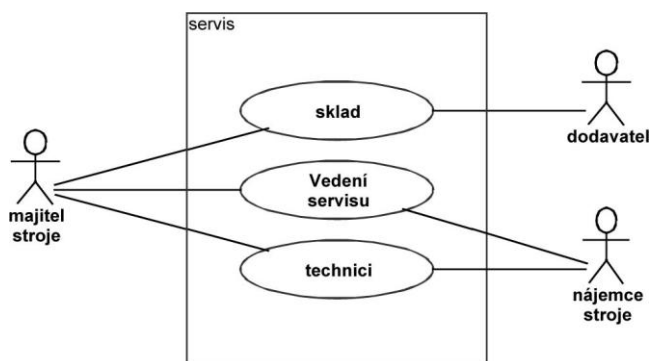 servis
sklad
dodavatel
Vedení
servisu
majitel
stroje
technici
nájemce
stroje